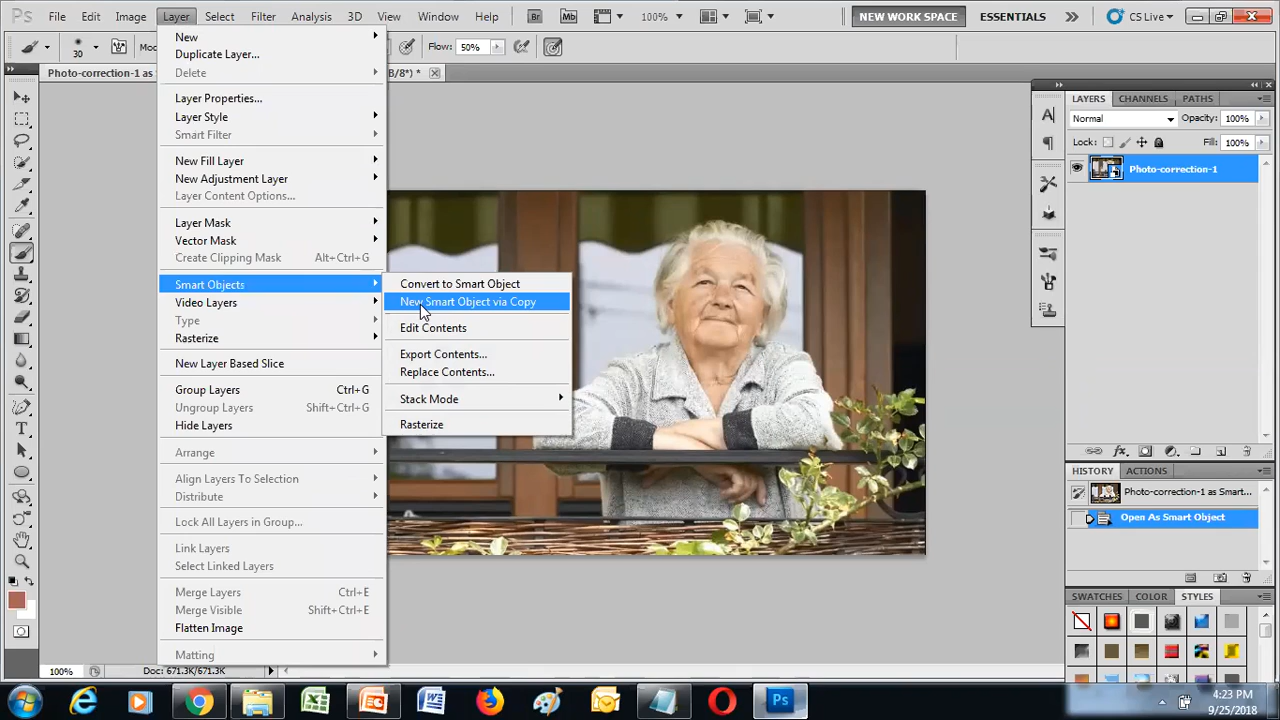 Ps File Edit Image Layer Select Filter Analysis 3D View Window Help Br Mb 100% NEW WORK SPACE ESSENTIALS CS Live
30 Flow: 50%
Photo-correction-1 as B/8*) *
New
Duplicate Layer...
Delete
Layer Properties...
Layer Style
Smart Filter
New Fill Layer
New Adjustment Layer
Layer Content Options...
Layer Mask
Vector Mask
Create Clipping Mask Alt+Ctrl+G
Smart Objects
Video Layers
Type
Rasterize
New Layer Based Slice
Group Layers Ctrl+G
Ungroup Layers Shift+Ctrl+G
Hide Layers
Arrange
Align Layers To Selection
Distribute
Lock All Layers in Group...
Link Layers
Select Linked Layers
Merge Layers Ctrl+E
Merge Visible Shift+Ctrl+E
Flatten Image
Matting
Convert to Smart Object
New Smart Object via Copy
Edit Contents
Export Contents...
Replace Contents...
Stack Mode
Rasterize
LAYERS CHANNELS PATHS
Normal Opacity: 100%
Lock: Fill: 100%
Photo-correction-1
HISTORY ACTIONS
Photo-correction-1 as Smart...
Open As Smart Object
SWATCHES COLOR STYLES
100% Doc: 671.3K/671.3K
4:23 PM
9/25/2018